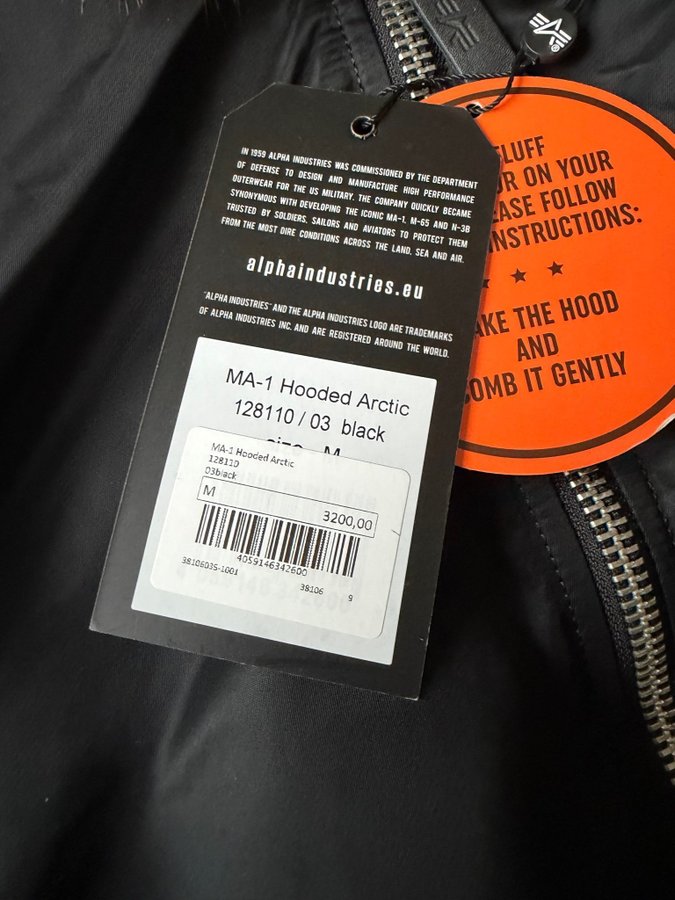 IN 1959 ALPHA INDUSTRIES WAS COMMISSIONED BY THE DEPARTMENT
OF DEFENSE TO DESIGN AND MANUFACTURE HIGH PERFORMANCE
OUTERWEAR FOR THE US MILITARY. THE COMPANY QUICKLY BECAME
SYNONYMOUS WITH DEVELOPING THE ICONIC MA-1, M-65 AND N-3B
TRUSTED BY SOLDIERS, SAILORS AND AVIATORS TO PROTECT THEM
FROM THE MOST DIRE CONDITIONS ACROSS THE LAND, SEA AND AIR.
alphaindustries.eu
"ALPHA INDUSTRIES" AND THE ALPHA INDUSTRIES LOGO ARE TRADEMARKS
OF ALPHA INDUSTRIES INC. AND ARE REGISTERED AROUND THE WORLD.
MA-1 Hooded Arctic
128110 / 03 black
MA-1 Hooded Arctic
128110
03black
M
3200,00
4059146342600
38106035-1001
38106 9
LUFF
R ON YOUR
EASE FOLLOW
INSTRUCTIONS:
AKE THE HOOD
AND
OMB IT GENTLY